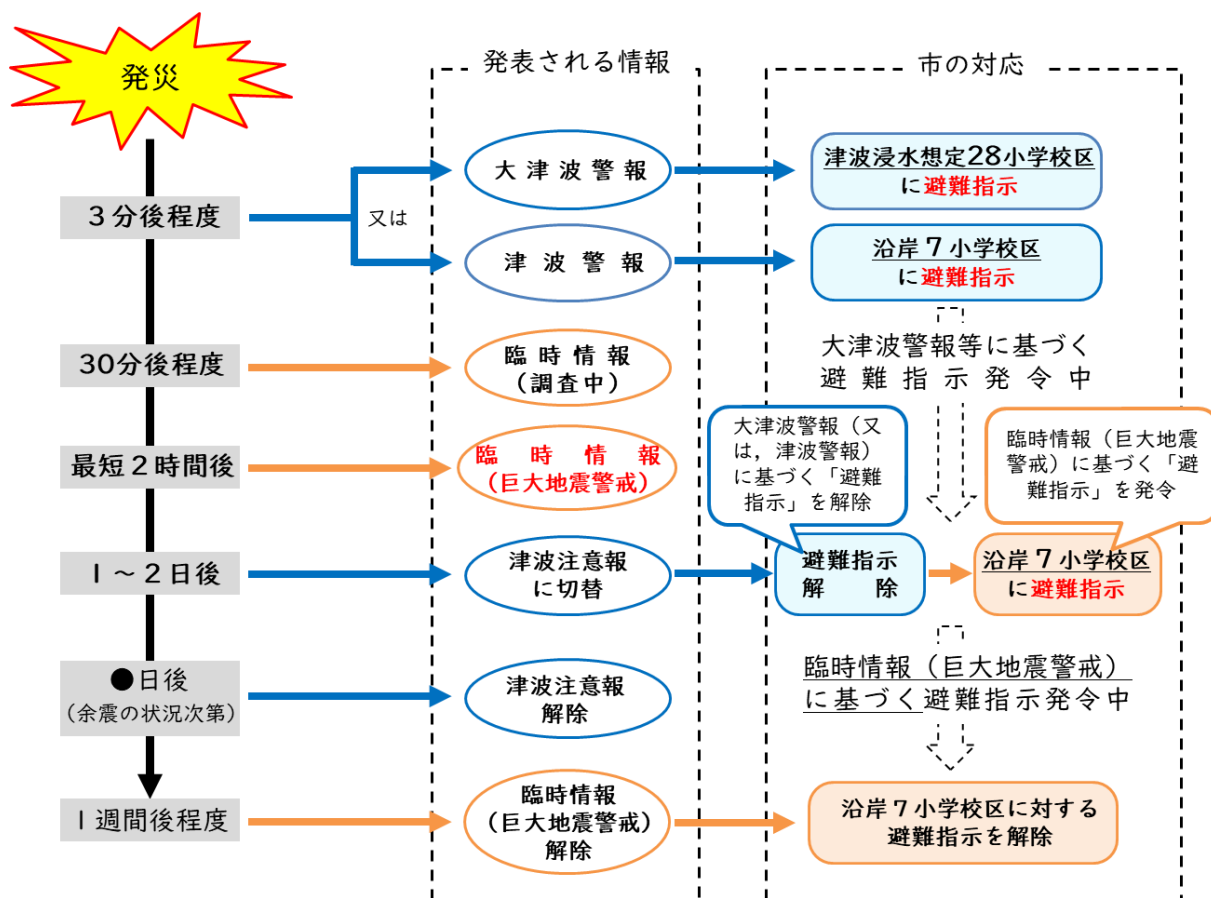 発災
発表される情報
市の対応
3分後程度
又は
大津波警報
津波浸水想定28小学校区
に避難指示
津波警報
沿岸7小学校区
に避難指示
30分後程度
臨時情報
(調査中)
大津波警報等に基づく
避難指示発令中
最短2時間後
臨時情報
(巨大地震警戒)
大津波警報(又
は,津波警報)
に基づく「避難
指示」を解除
臨時情報(巨大地震
警戒)に基づく「避
難指示」を発令
1~2日後
津波注意報
に切替
避難指示
解除
沿岸7小学校区
に避難指示
●日後
(余震の状況次第)
津波注意報
解除
臨時情報(巨大地震警戒)
に基づく避難指示発令中
1週間後程度
臨時情報
(巨大地震警戒)
解除
沿岸7小学校区に対する
避難指示を解除